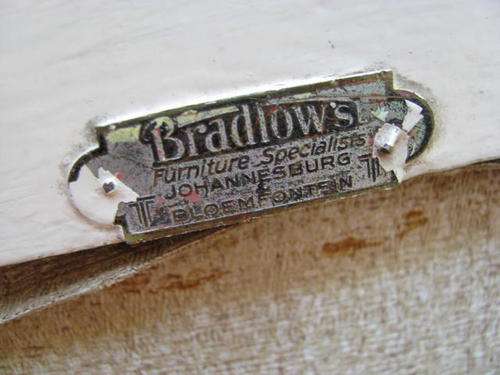 Bradlow's
Furniture Specialists
JOHANNESBURG
&
BLOEMFONTEIN